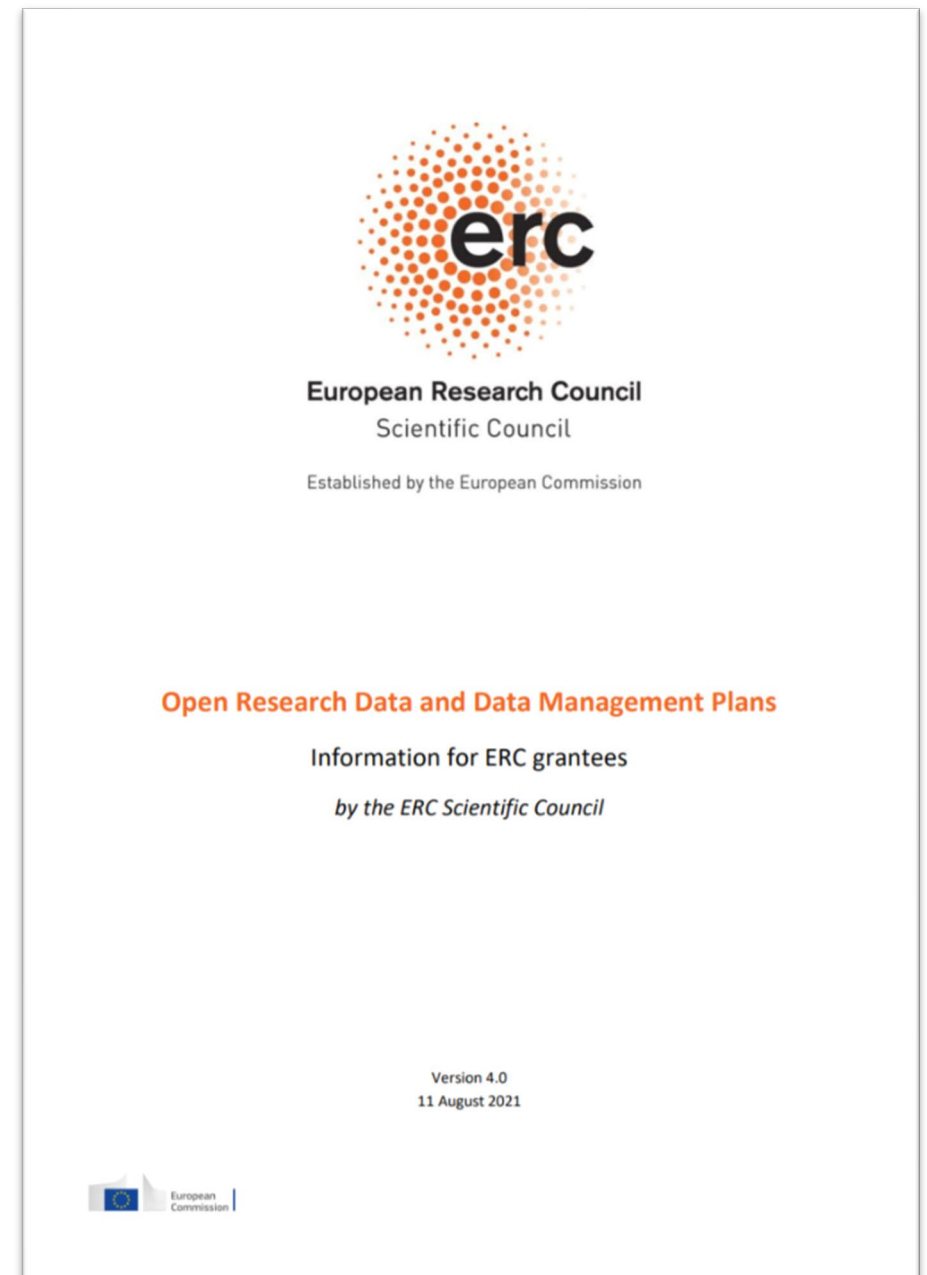 erc
European Research Council
Scientific Council
Established by the European Commission
Open Research Data and Data Management Plans
Information for ERC grantees
by the ERC Scientific Council
Version 4.0
11 August 2021
European
Commission